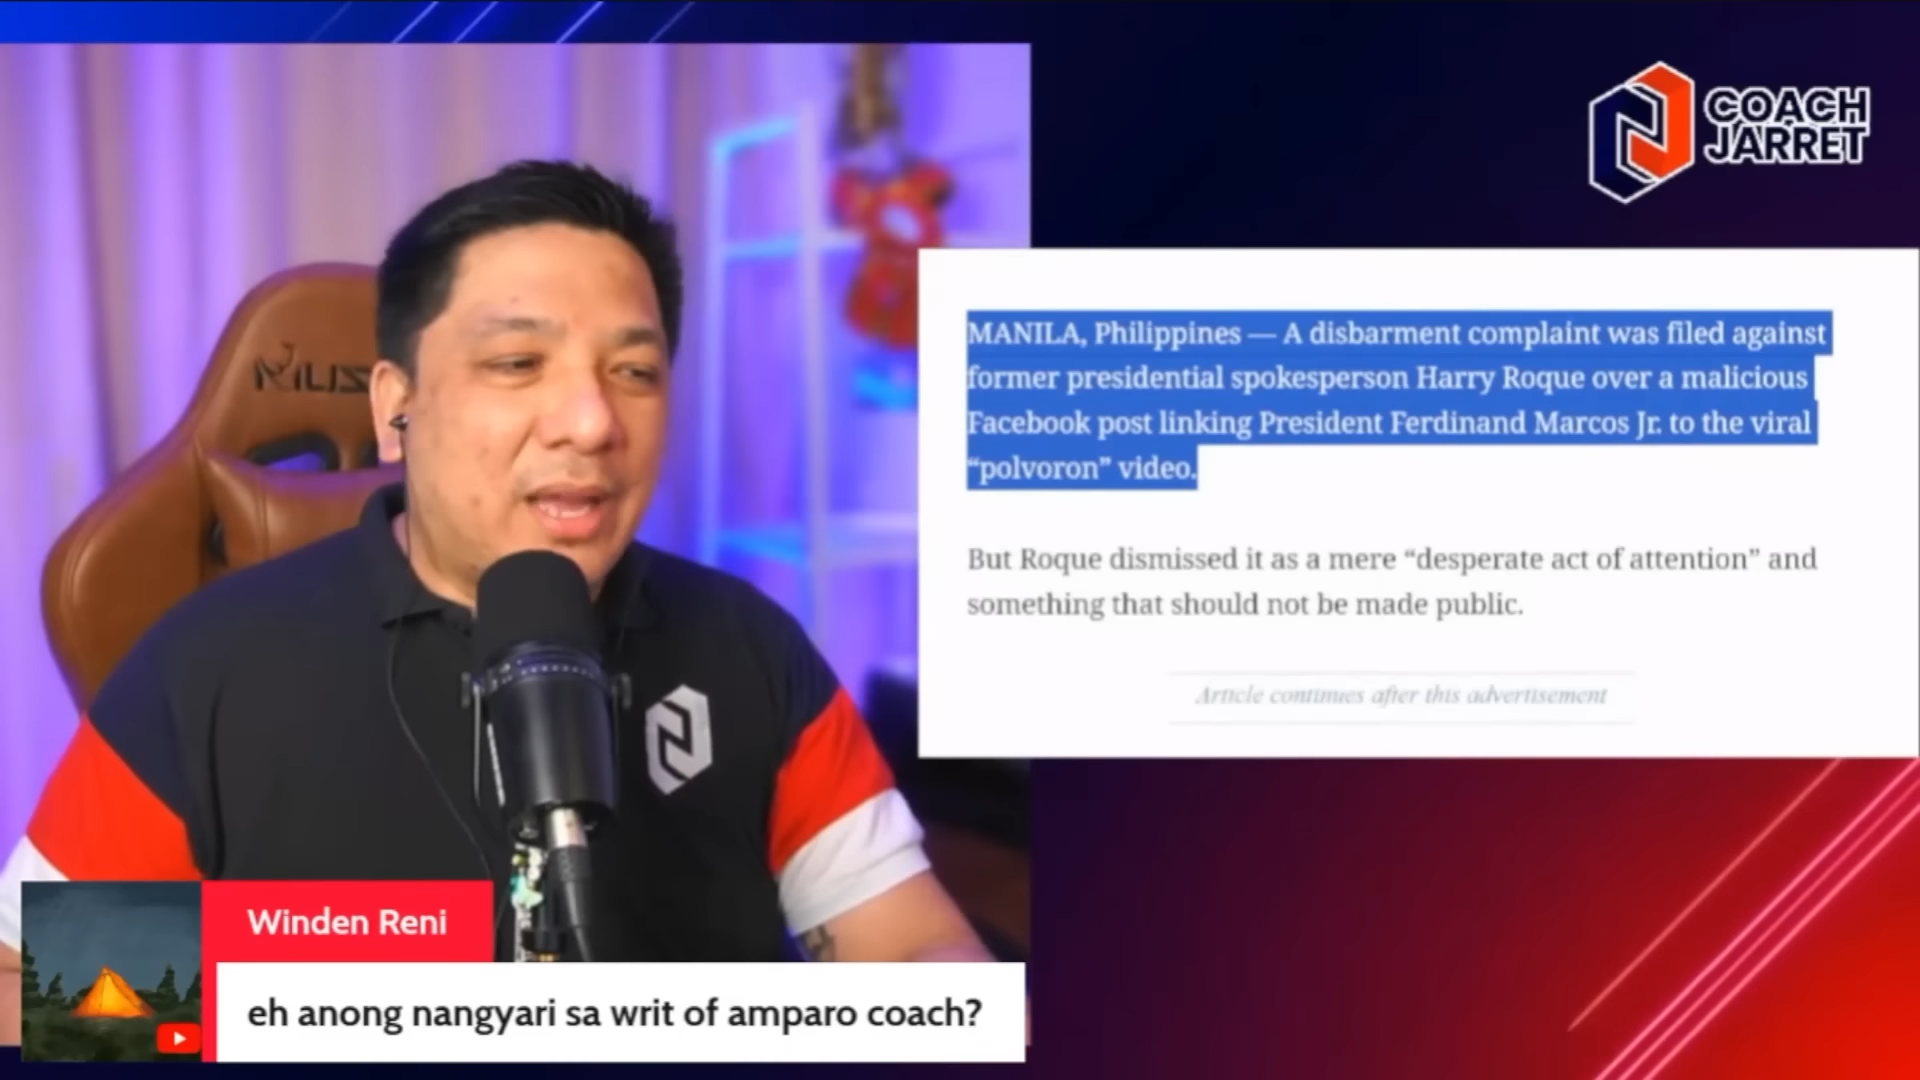 COACH
JARRET
MANILA, Philippines — A disbarment complaint was filed against
former presidential spokesperson Harry Roque over a malicious
Facebook post linking President Ferdinand Marcos Jr. to the viral
“polvoron” video.
But Roque dismissed it as a mere “desperate act of attention” and
something that should not be made public.
Article continues after this advertisement
Winden Reni
eh anong nangyari sa writ of amparo coach?